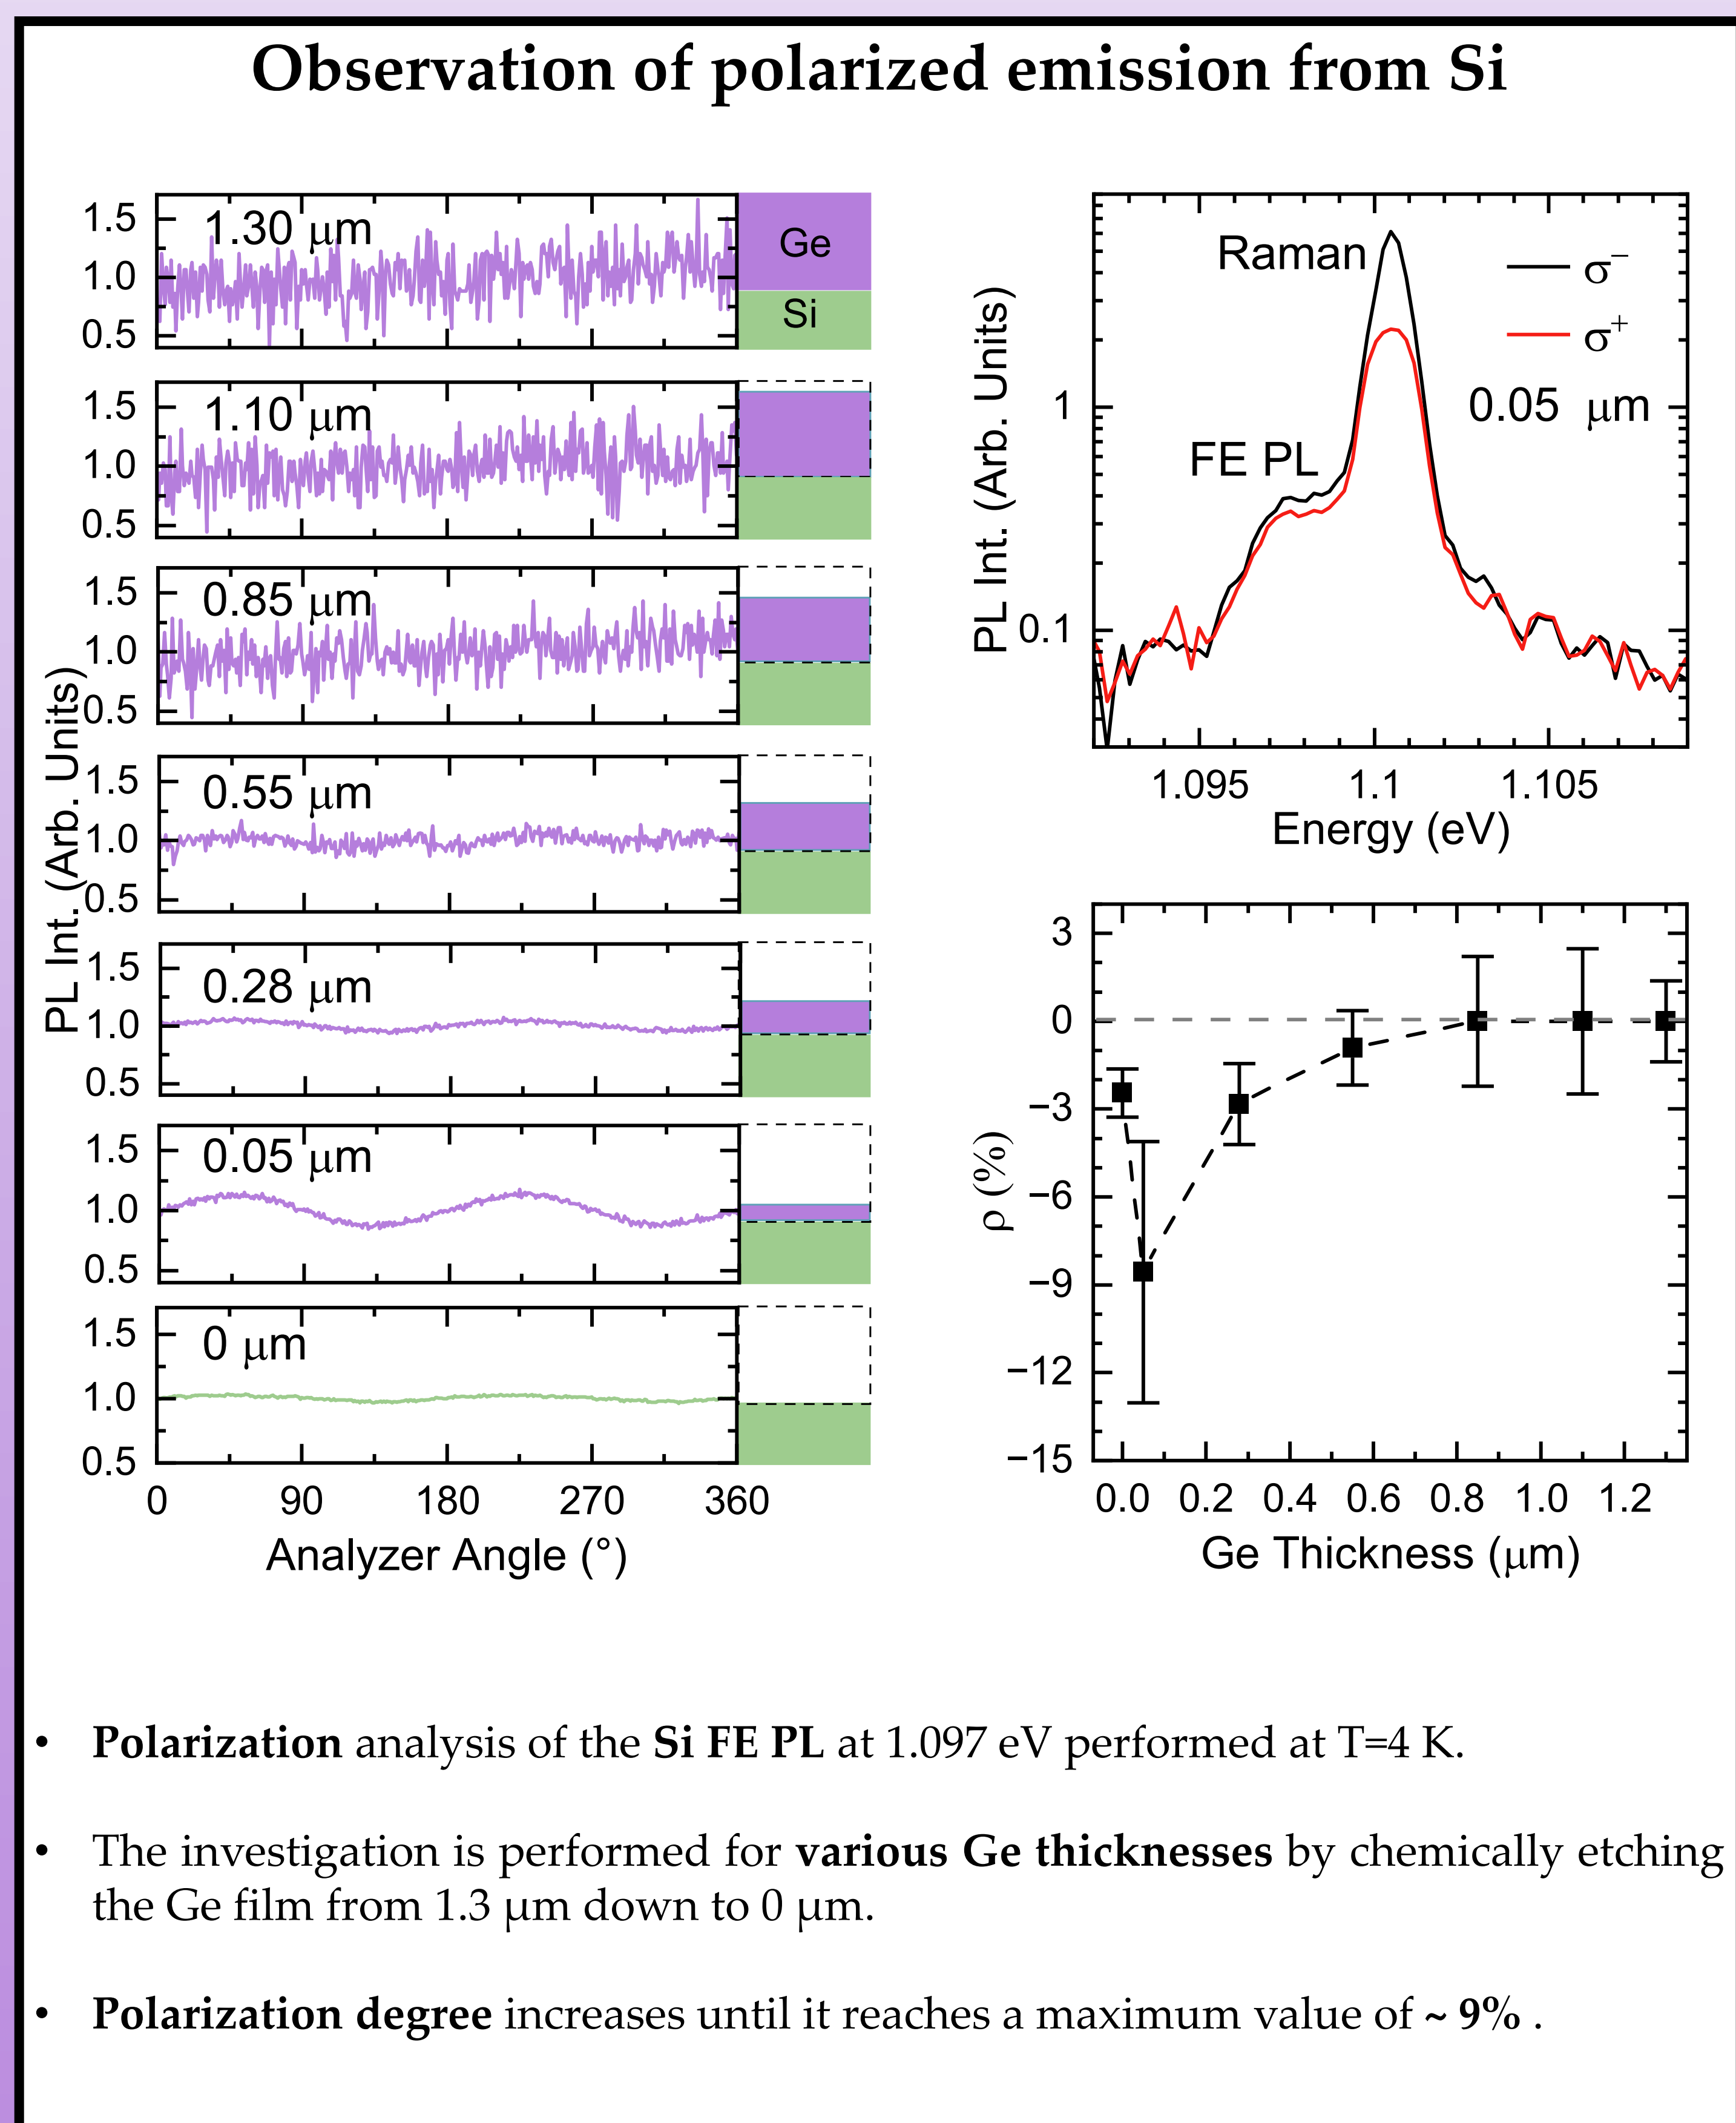 Observation of polarized emission from Si
PL Int. (Arb. Units)
1.5
1.0
0.5
1.30 μm
Ge
Si
1.5
1.0
0.5
1.10 μm
1.5
1.0
0.5
0.85 μm
1.5
1.0
0.5
0.55 μm
1.5
1.0
0.5
0.28 μm
1.5
1.0
0.5
0.05 μm
1.5
1.0
0.5
0 μm
0 90 180 270 360
Analyzer Angle (°)
PL Int. (Arb. Units)
1
0.1
Raman
FE PL
σ⁻
σ⁺
0.05 μm
1.095 1.1 1.105
Energy (eV)
ρ (%)
3
0
−3
−6
−9
−12
−15
0.0 0.2 0.4 0.6 0.8 1.0 1.2
Ge Thickness (μm)
• Polarization analysis of the Si FE PL at 1.097 eV performed at T=4 K.
• The investigation is performed for various Ge thicknesses by chemically etching
the Ge film from 1.3 μm down to 0 μm.
• Polarization degree increases until it reaches a maximum value of ~ 9% .